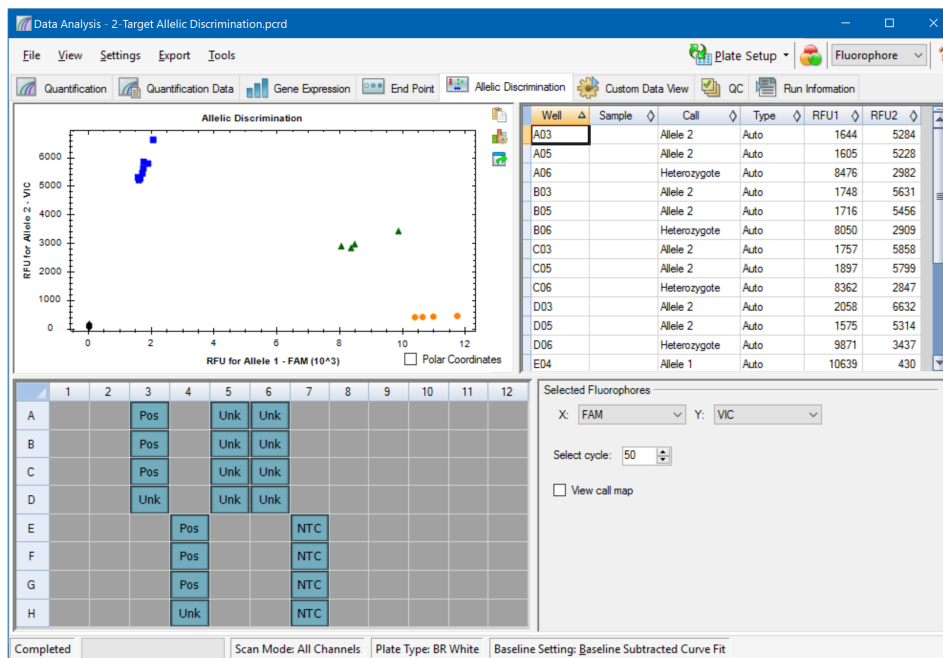 Data Analysis - 2-Target Allelic Discrimination.pcrd
File View Settings Export Tools
Plate Setup
Fluorophore
Quantification Quantification Data Gene Expression End Point Allelic Discrimination Custom Data View QC Run Information
Allelic Discrimination
RFU for Allele 2 - VIC
6000
5000
4000
3000
2000
1000
0
0 2 4 6 8 10 12
RFU for Allele 1 - FAM (10^3)
Polar Coordinates
Well Sample Call Type RFU1 RFU2
A03 Allele 2 Auto 1644 5284
A05 Allele 2 Auto 1605 5228
A06 Heterozygote Auto 8476 2982
B03 Allele 2 Auto 1748 5631
B05 Allele 2 Auto 1716 5456
B06 Heterozygote Auto 8050 2909
C03 Allele 2 Auto 1757 5858
C05 Allele 2 Auto 1897 5799
C06 Heterozygote Auto 8362 2847
D03 Allele 2 Auto 2058 6632
D05 Allele 2 Auto 1575 5314
D06 Heterozygote Auto 9871 3437
E04 Allele 1 Auto 10639 430
1 2 3 4 5 6 7 8 9 10 11 12
A Pos Unk Unk
B Pos Unk Unk
C Pos Unk Unk
D Unk Unk Unk
E Pos NTC
F Pos NTC
G Pos NTC
H Unk NTC
Selected Fluorophores
X: FAM Y: VIC
Select cycle: 50
View call map
Completed Scan Mode: All Channels Plate Type: BR White Baseline Setting: Baseline Subtracted Curve Fit